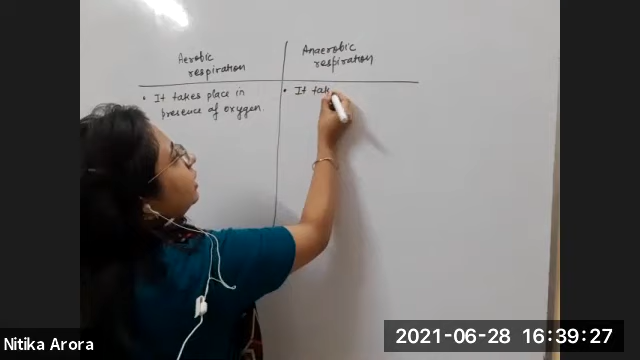 Aerobic
respiration
Anaerobic
respiration
• It takes place in
presence of oxygen.
• It tak
Nitika Arora
2021-06-28 16:39:27